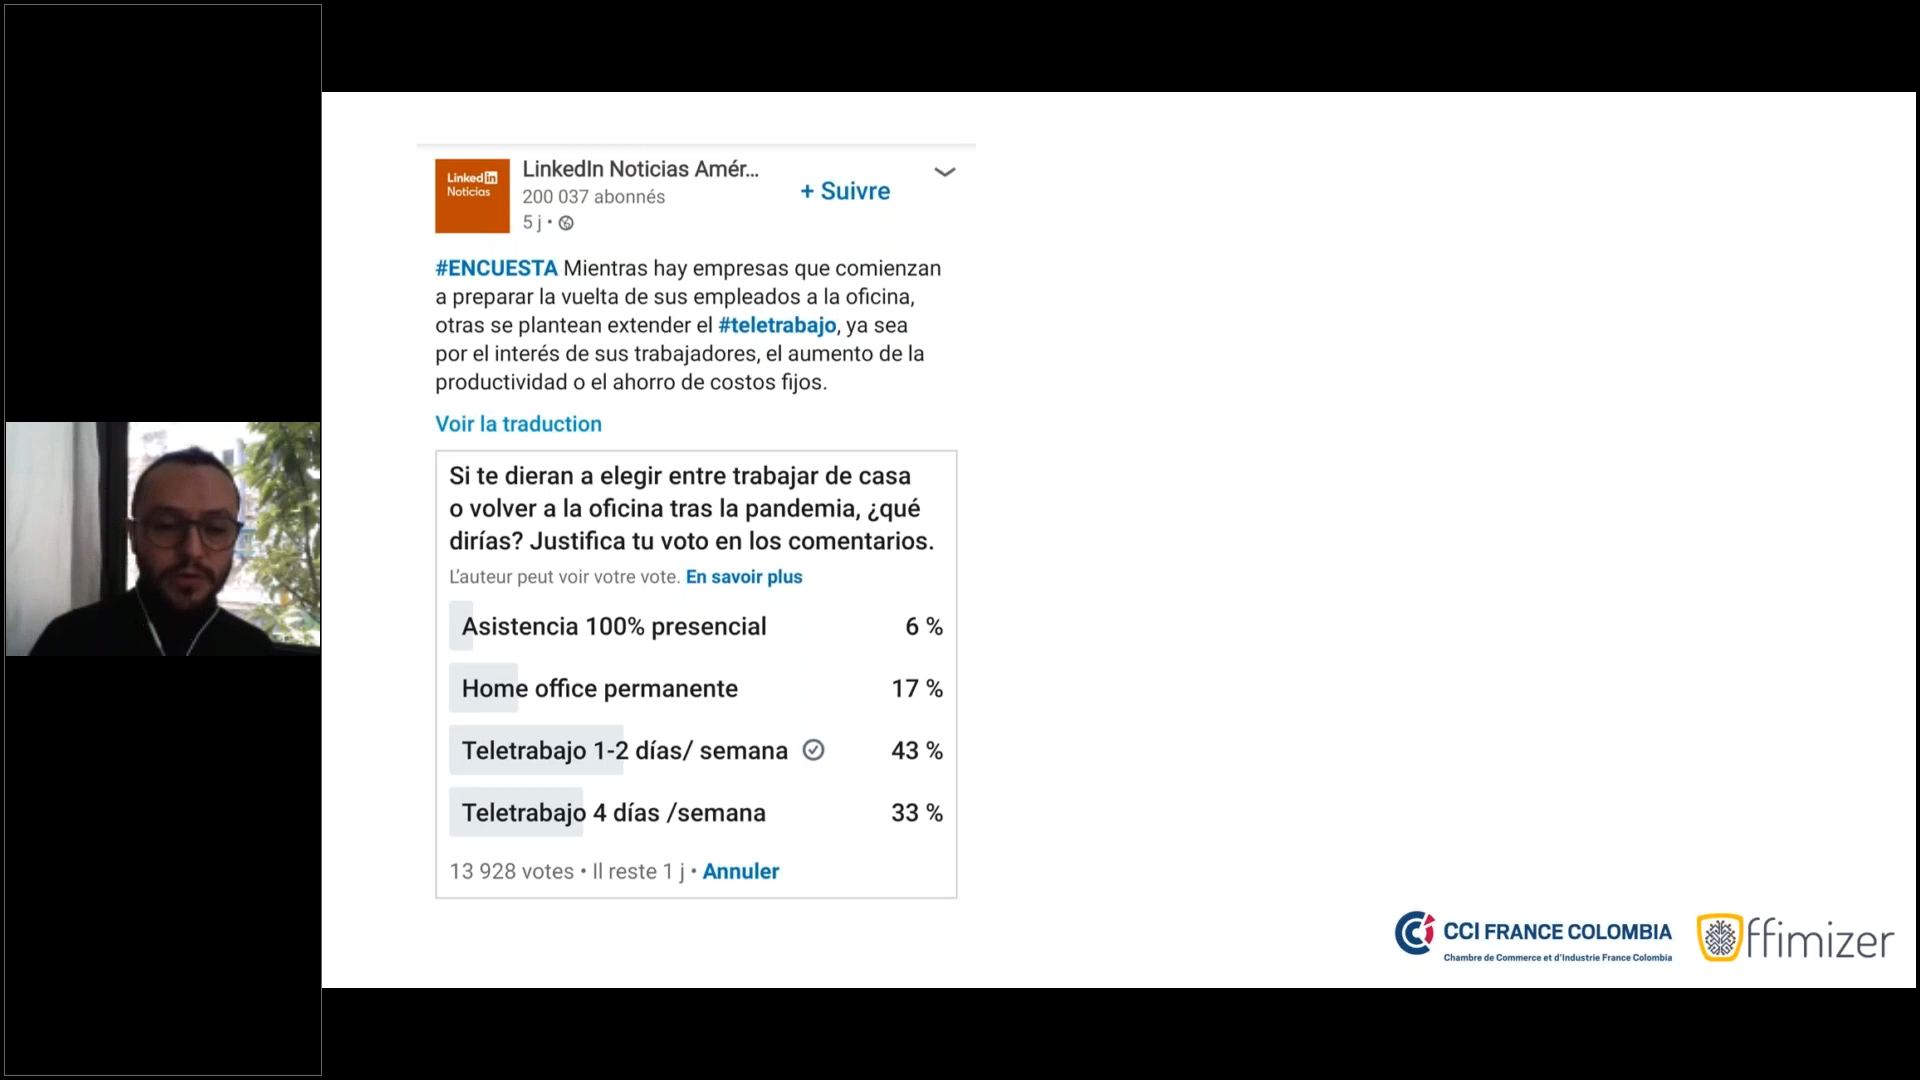 Linked in
Noticias
LinkedIn Noticias Amér...
200 037 abonnés
5 j •
+ Suivre
#ENCUESTA Mientras hay empresas que comienzan
a preparar la vuelta de sus empleados a la oficina,
otras se plantean extender el #teletrabajo, ya sea
por el interés de sus trabajadores, el aumento de la
productividad o el ahorro de costos fijos.
Voir la traduction
Si te dieran a elegir entre trabajar de casa
o volver a la oficina tras la pandemia, ¿qué
dirías? Justifica tu voto en los comentarios.
L'auteur peut voir votre vote. En savoir plus
Asistencia 100% presencial 6 %
Home office permanente 17 %
Teletrabajo 1-2 días/ semana 43 %
Teletrabajo 4 días /semana 33 %
13 928 votes • Il reste 1 j • Annuler
CCI FRANCE COLOMBIA
Chambre de Commerce et d'Industrie France Colombia
ffimizer